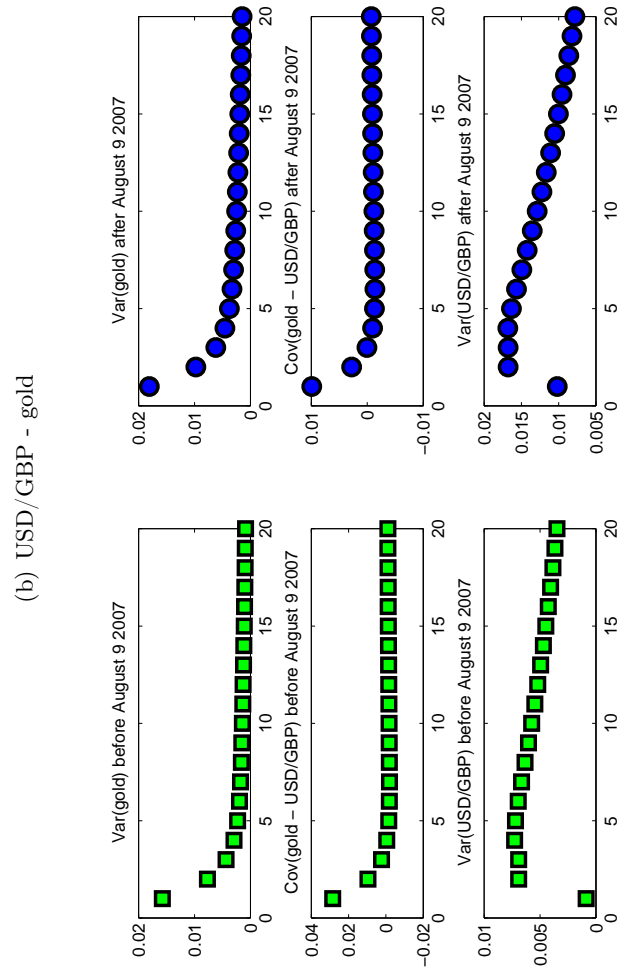 (b) USD/GBP - gold
Var(gold) before August 9 2007
0.02
0.01
0
0 5 10 15 20
Var(gold) after August 9 2007
0.02
0.01
0
0 5 10 15 20
Cov(gold − USD/GBP) before August 9 2007
0.04
0.02
0
−0.02
0 5 10 15 20
Cov(gold − USD/GBP) after August 9 2007
0.01
0
−0.01
0 5 10 15 20
Var(USD/GBP) before August 9 2007
0.01
0.005
0
0 5 10 15 20
Var(USD/GBP) after August 9 2007
0.02
0.015
0.01
0.005
0 5 10 15 20